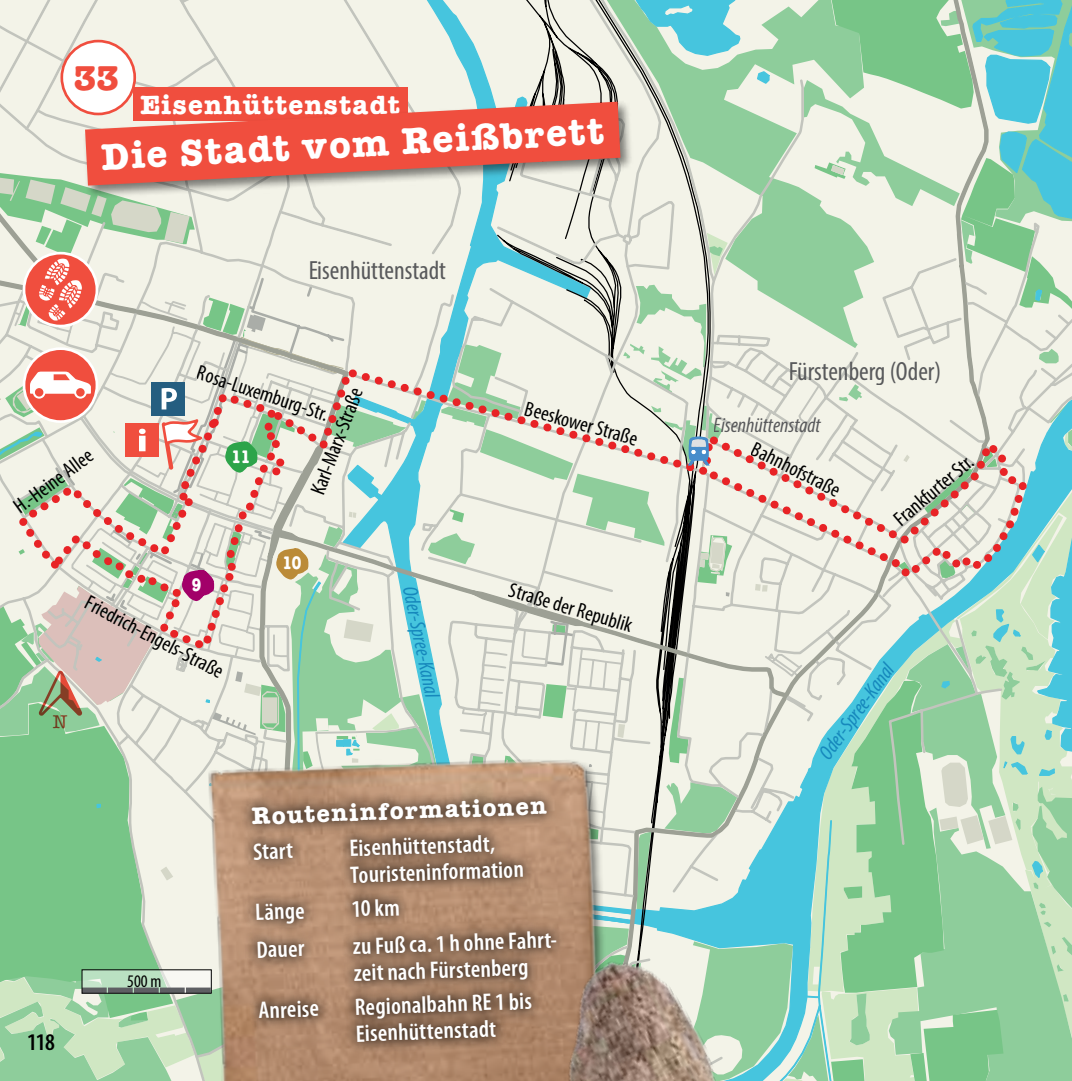 33
Eisenhüttenstadt
Die Stadt vom Reißbrett
Eisenhüttenstadt
Fürstenberg (Oder)
Rosa-Luxemburg-Str.
P
i
11
Karl-Marx-Straße
Beeskower Straße
Eisenhüttenstadt
Bahnhofstraße
Frankfurter Str.
H.-Heine Allee
10
9
Straße der Republik
Friedrich-Engels-Straße
Oder-Spree-Kanal
Oder-Spree-Kanal
N
Routeninformationen
Start Eisenhüttenstadt,
Touristeninformation
Länge 10 km
Dauer zu Fuß ca. 1 h ohne Fahrt-
zeit nach Fürstenberg
Anreise Regionalbahn RE 1 bis
Eisenhüttenstadt
500 m
118